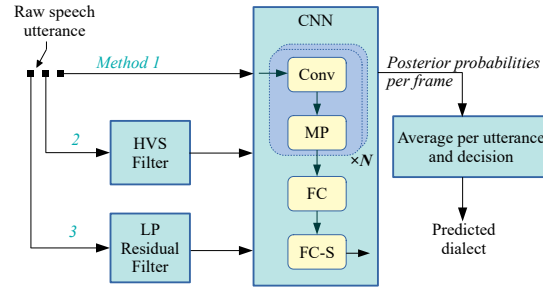 Raw speech
utterance
Method 1
2
HVS
Filter
3
LP
Residual
Filter
CNN
Conv
MP
×N
FC
FC-S
Posterior probabilities
per frame
Average per utterance
and decision
Predicted
dialect